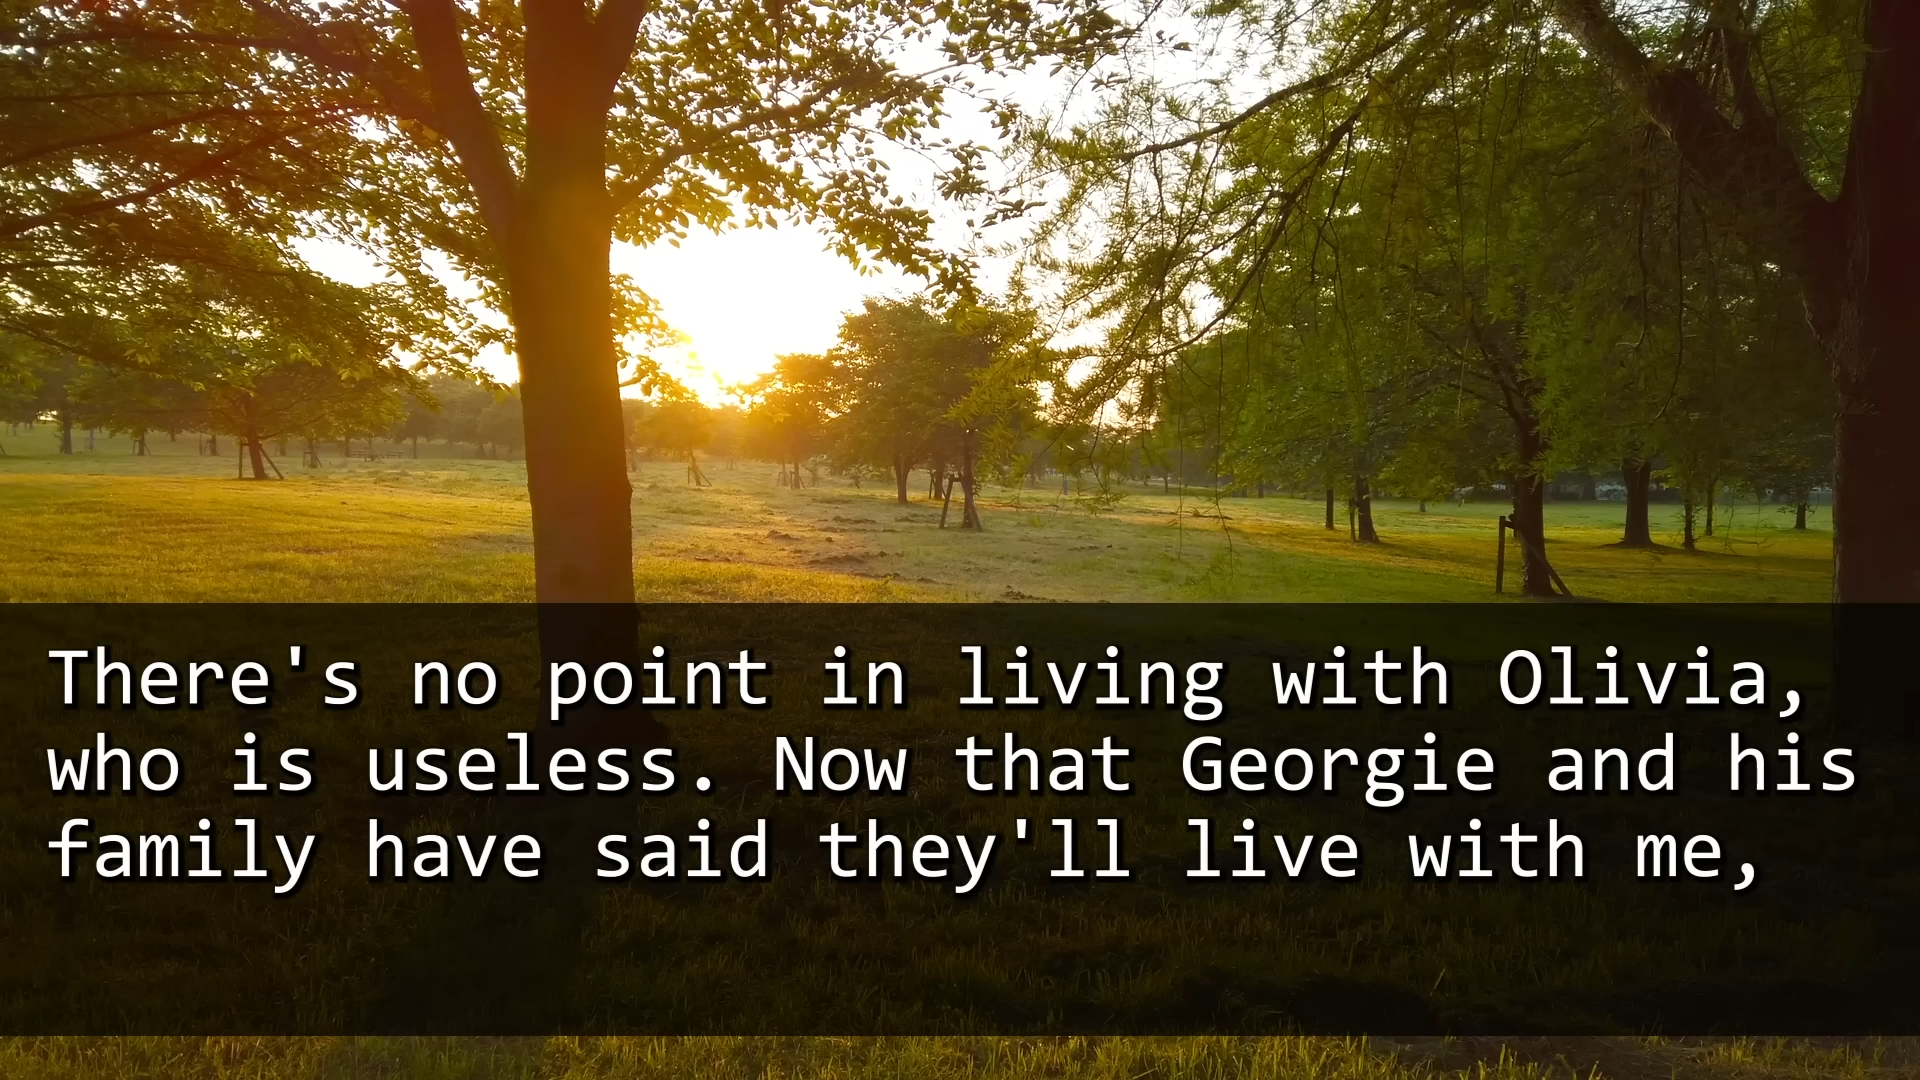 There's no point in living with Olivia,
who is useless. Now that Georgie and his
family have said they'll live with me,